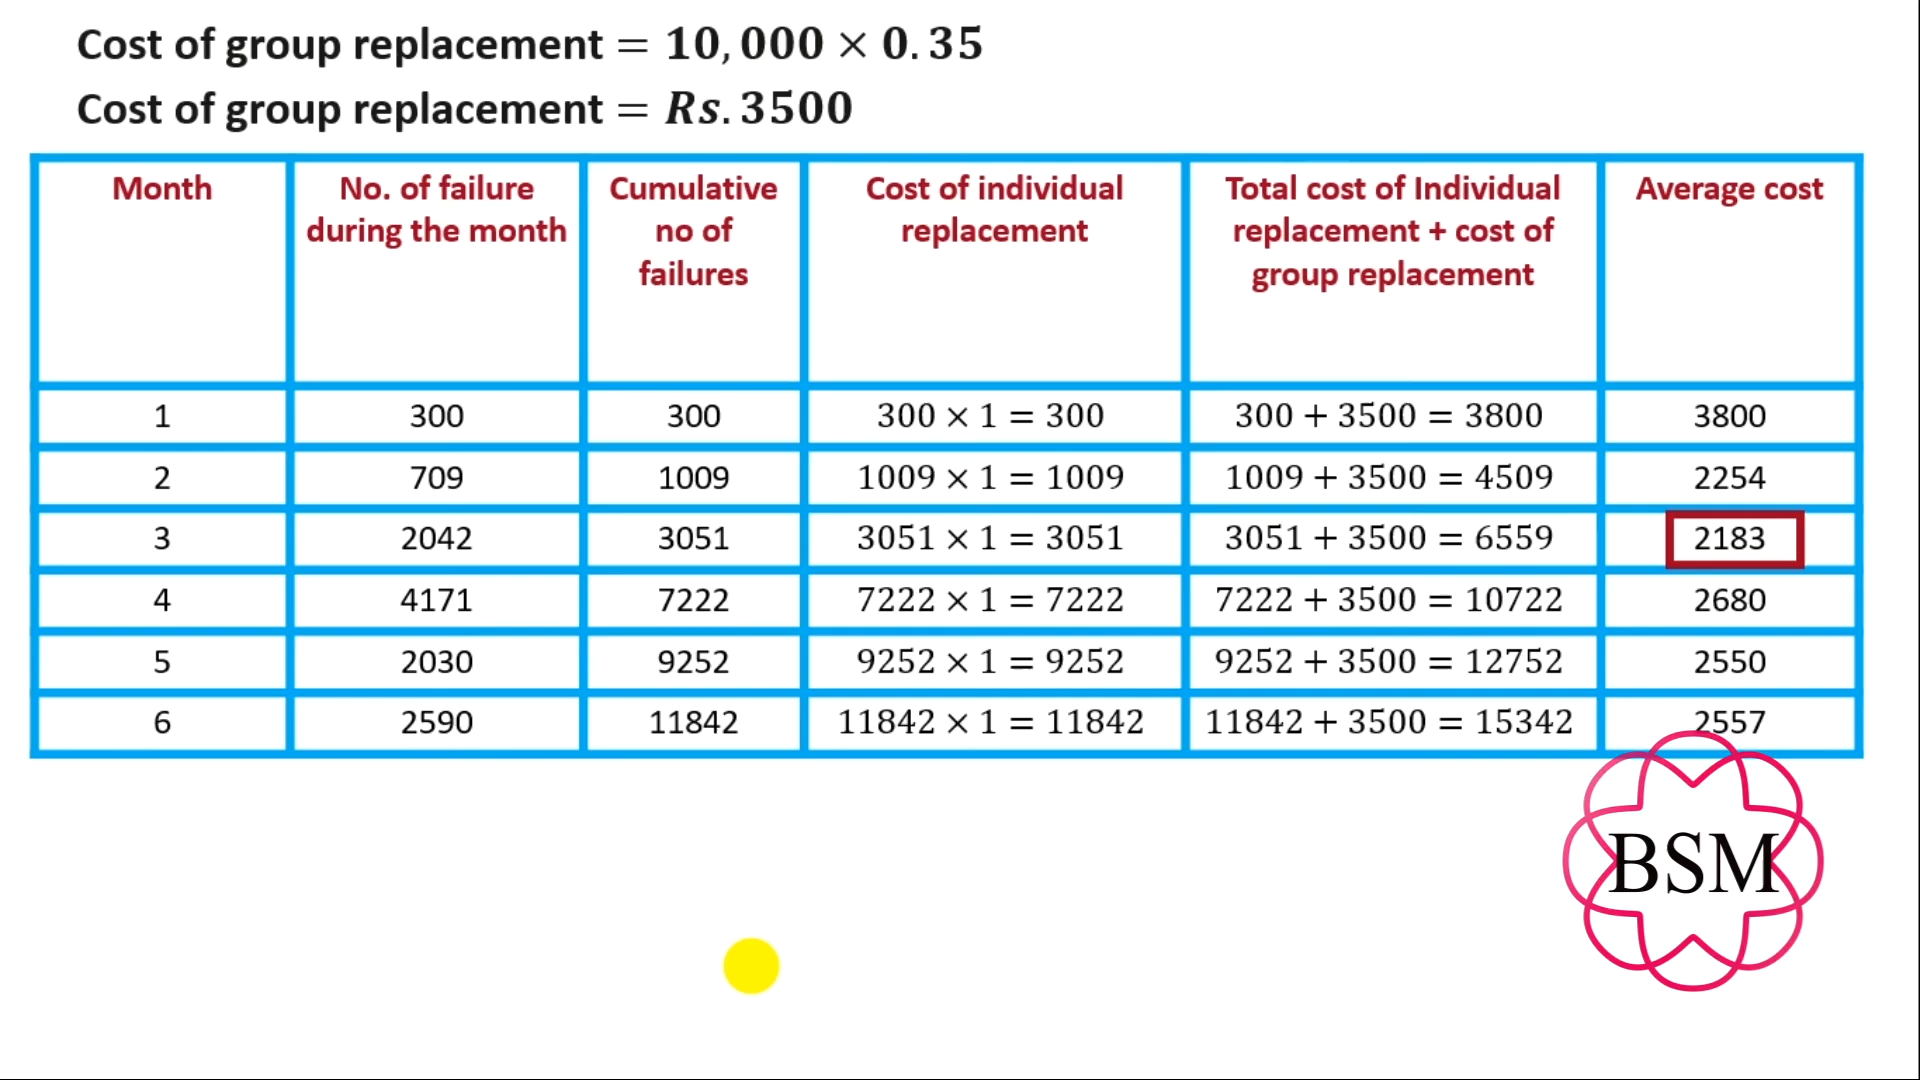 Cost of group replacement = 10,000 × 0.35
Cost of group replacement = Rs.3500
Month
No. of failure
during the month
Cumulative
no of
failures
Cost of individual
replacement
Total cost of Individual
replacement + cost of
group replacement
Average cost
1 300 300 300 × 1 = 300 300 + 3500 = 3800 3800
2 709 1009 1009 × 1 = 1009 1009 + 3500 = 4509 2254
3 2042 3051 3051 × 1 = 3051 3051 + 3500 = 6559 2183
4 4171 7222 7222 × 1 = 7222 7222 + 3500 = 10722 2680
5 2030 9252 9252 × 1 = 9252 9252 + 3500 = 12752 2550
6 2590 11842 11842 × 1 = 11842 11842 + 3500 = 15342 2557
BSM